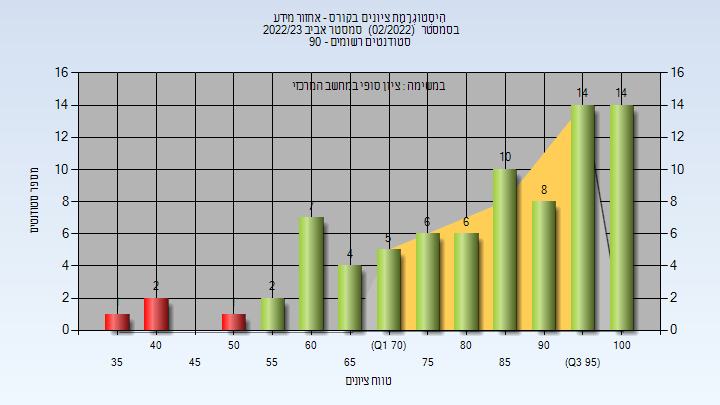 היסטוגרמת ציונים בקורס - אחזור מידע
בסמסטר (02/2022) סמסטר אביב 2022/23
סטודנטים רשומים - 90
במשימה : ציון סופי במחשב המרכזי
מספר סטודנטים
16 14 12 10 8 6 4 2 0
2 2 7 4 5 6 6 10 8 14 14
16 14 12 10 8 6 4 2 0
40 50 60 (Q1 70) 80 90 100
35 45 55 65 75 85 (Q3 95)
טווח ציונים